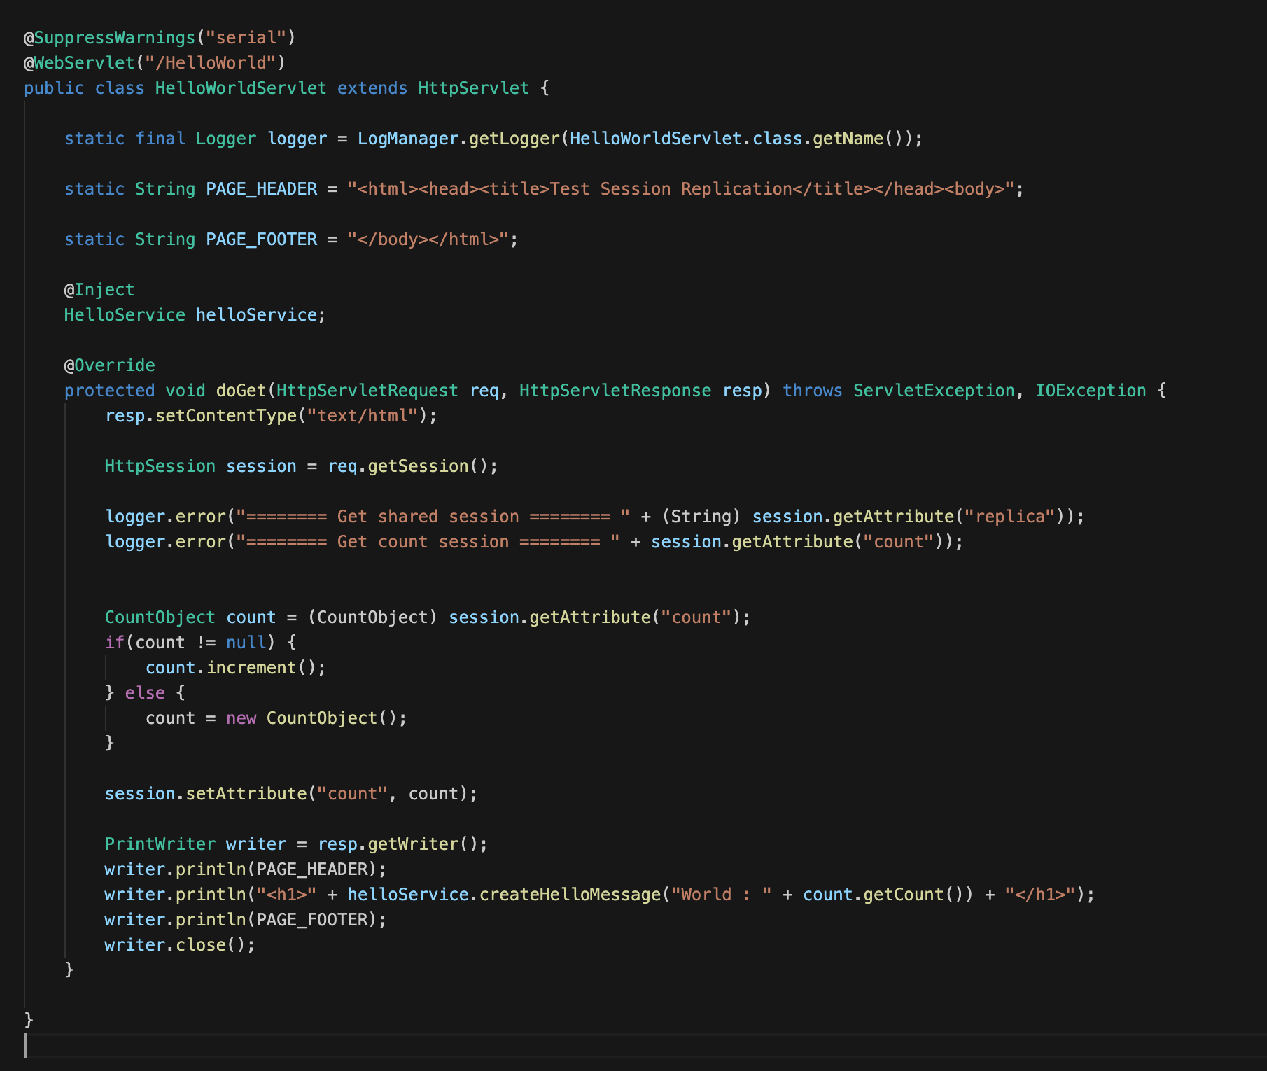 @SuppressWarnings("serial")
@WebServlet("/HelloWorld")
public class HelloWorldServlet extends HttpServlet {
static final Logger logger = LogManager.getLogger(HelloWorldServlet.class.getName());
static String PAGE_HEADER = "<html><head><title>Test Session Replication</title></head><body>";
static String PAGE_FOOTER = "</body></html>";
@Inject
HelloService helloService;
@Override
protected void doGet(HttpServletRequest req, HttpServletResponse resp) throws ServletException, IOException {
resp.setContentType("text/html");
HttpSession session = req.getSession();
logger.error("======== Get shared session ======== " + (String) session.getAttribute("replica"));
logger.error("======== Get count session ======== " + session.getAttribute("count"));
CountObject count = (CountObject) session.getAttribute("count");
if(count != null) {
count.increment();
} else {
count = new CountObject();
}
session.setAttribute("count", count);
PrintWriter writer = resp.getWriter();
writer.println(PAGE_HEADER);
writer.println("<h1>" + helloService.createHelloMessage("World : " + count.getCount()) + "</h1>");
writer.println(PAGE_FOOTER);
writer.close();
}
}